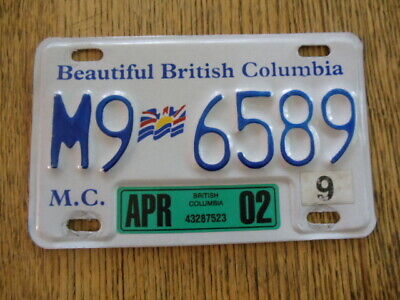 Beautiful British Columbia
M9 6589
9
M.C.
APR BRITISH COLUMBIA 43287523 02